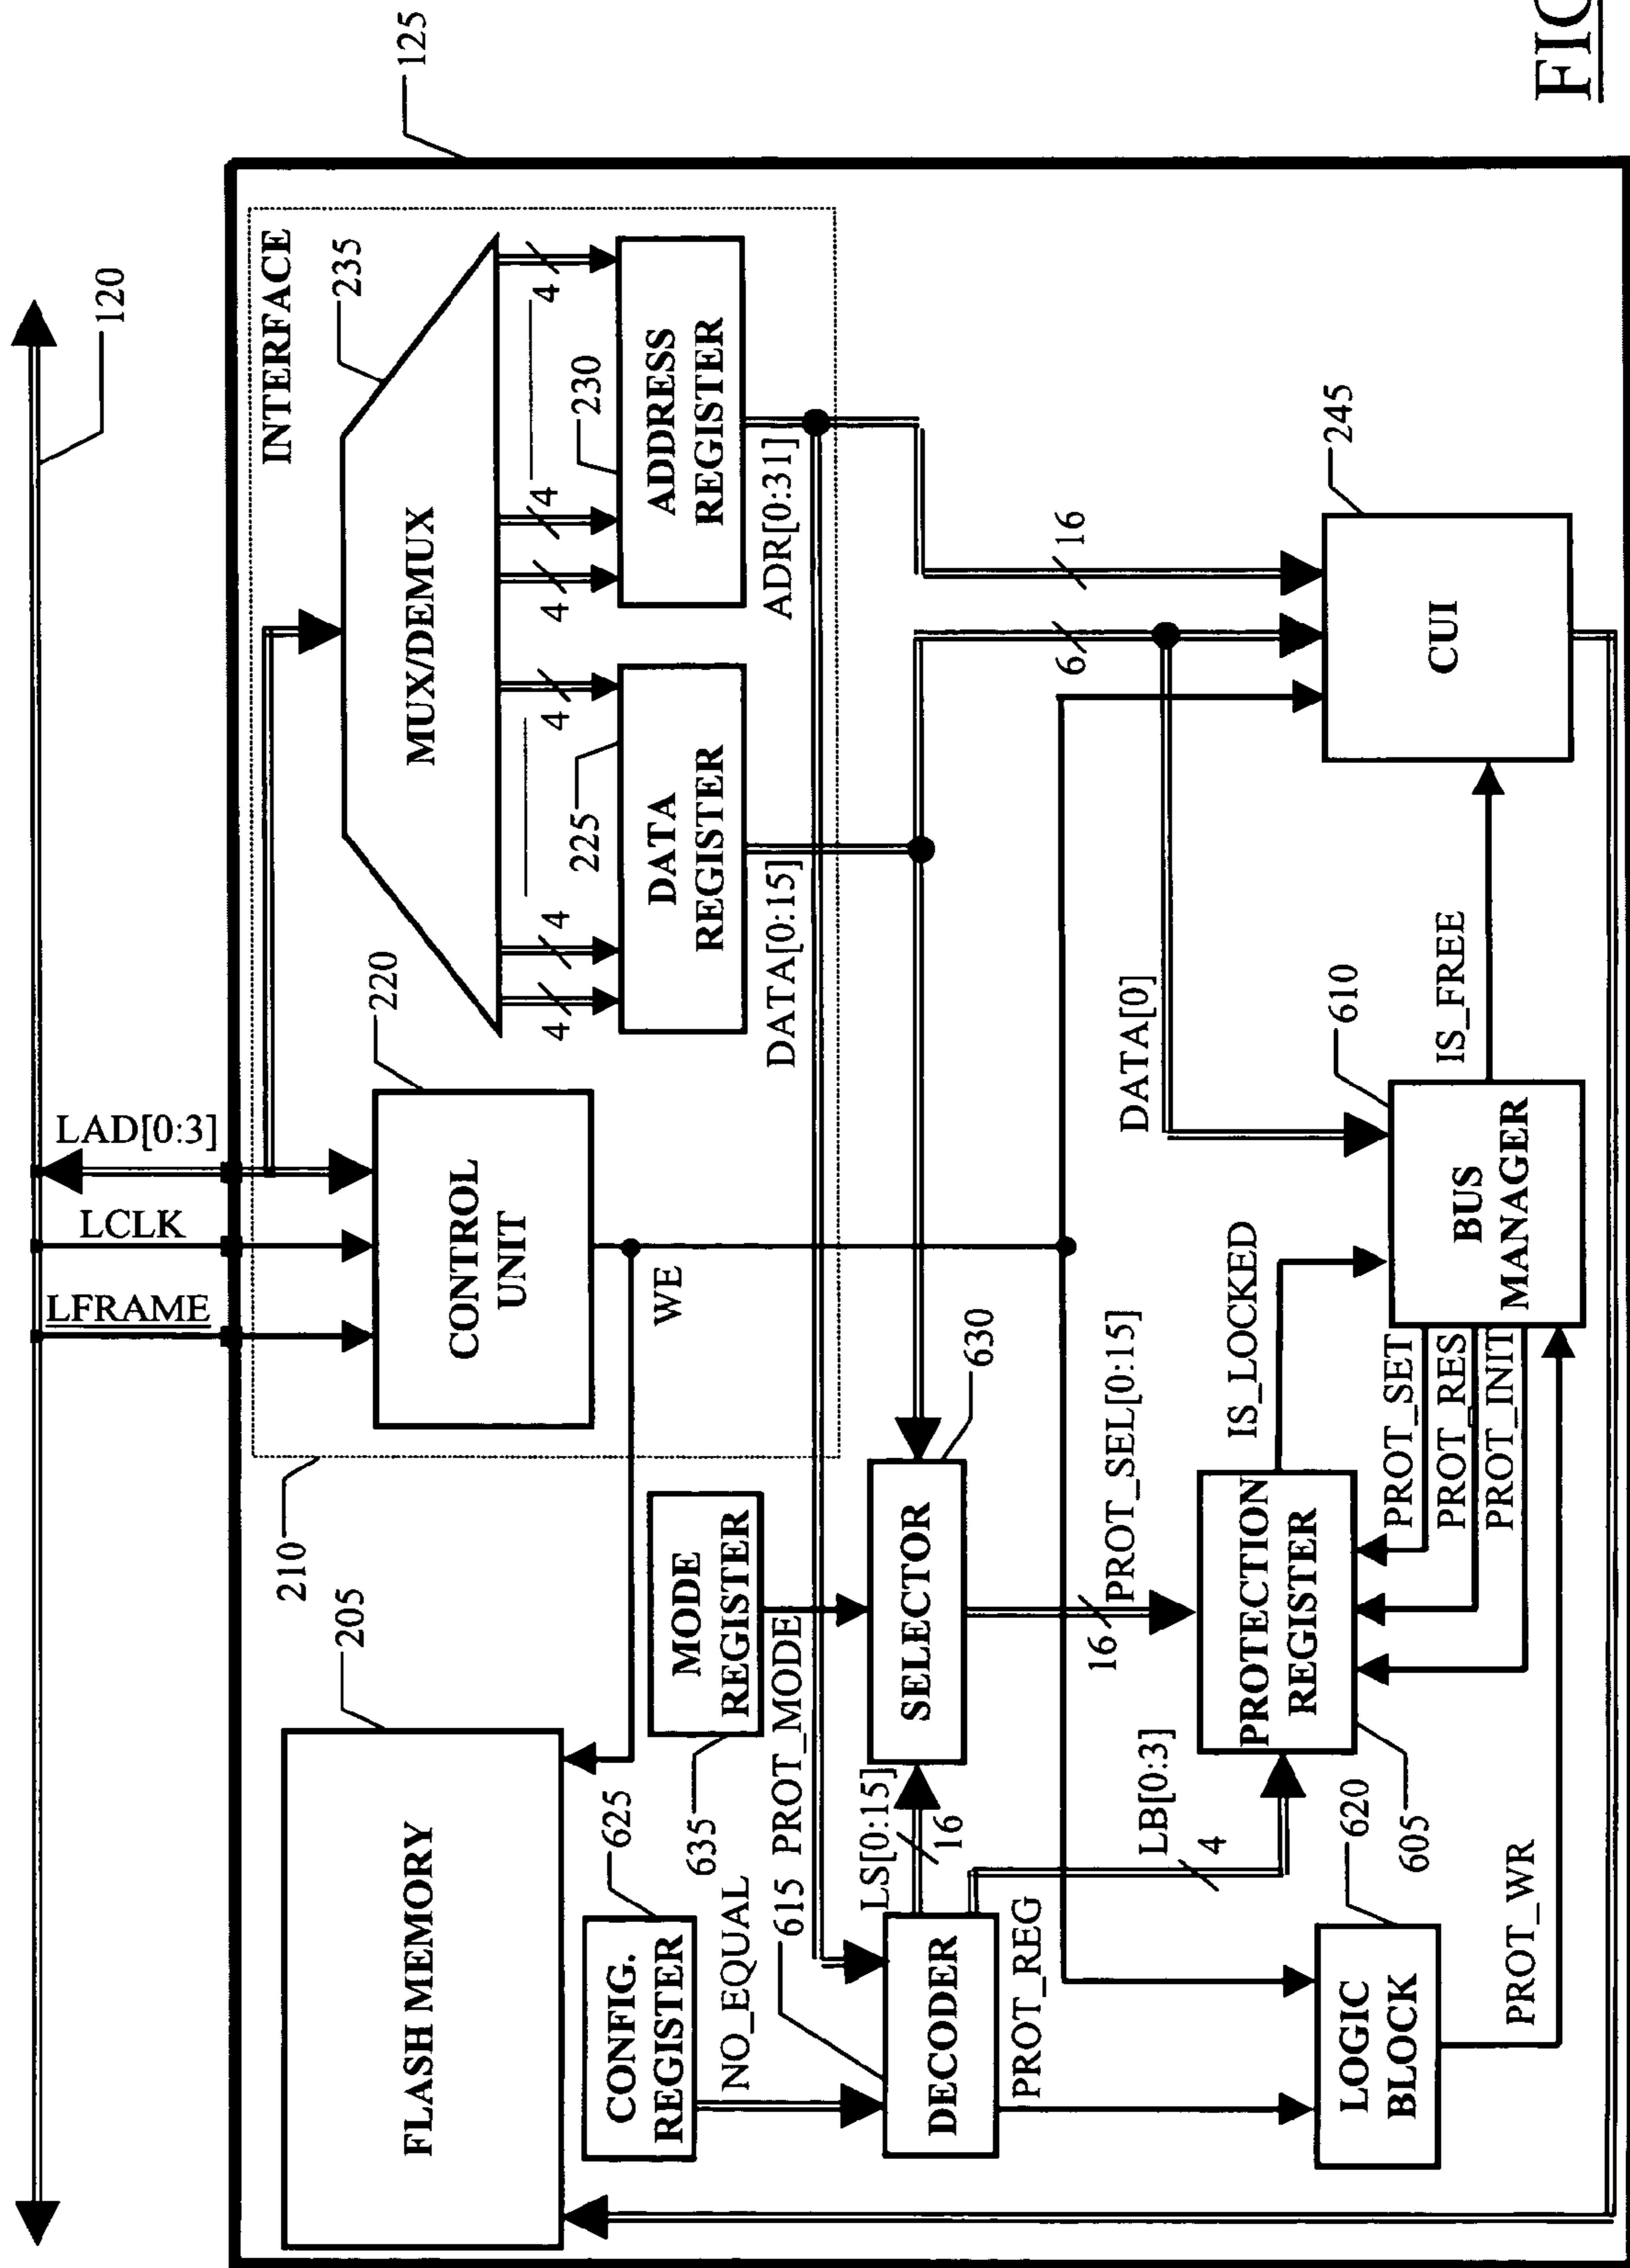 120
125
LFRAME
LCLK
LAD[0:3]
INTERFACE
210
205
FLASH MEMORY
220
CONTROL
UNIT
WE
235
MUX/DEMUX
4
4
4
4
4
4
225
DATA
REGISTER
230
ADDRESS
REGISTER
DATA[0:15]
ADR[0:31]
625
CONFIG.
REGISTER
NO_EQUAL
635
MODE
REGISTER
615
PROT_MODE
DECODER
LS[0:15]
16
630
SELECTOR
PROT_REG
LB[0:3]
4
16
PROT_SEL[0:15]
DATA[0]
6
16
620
LOGIC
BLOCK
605
PROTECTION
REGISTER
IS_LOCKED
PROT_SET
PROT_RES
PROT_INIT
PROT_WR
610
BUS
MANAGER
IS_FREE
245
CUI